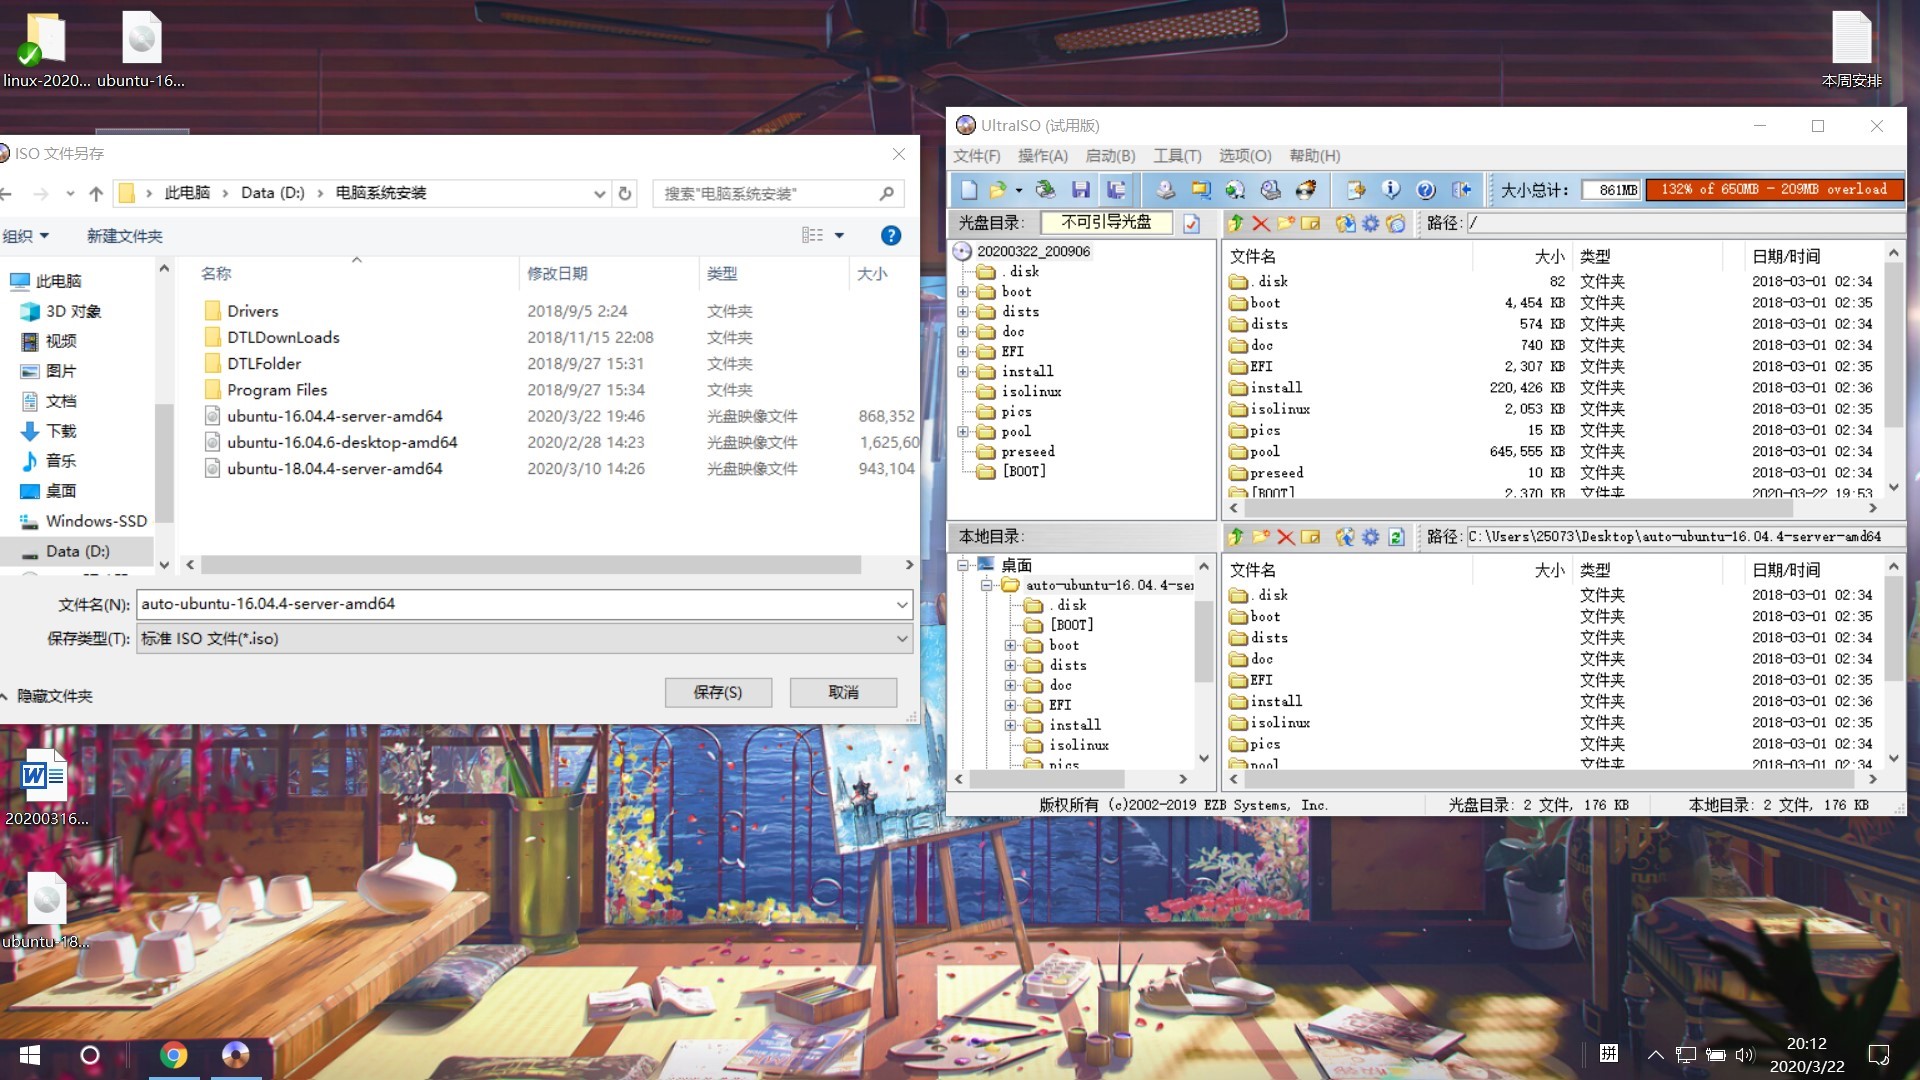 linux-2020...
ubuntu-16...
本周安排
ISO 文件另存
此电脑 › Data (D:) › 电脑系统安装
搜索"电脑系统安装"
组织
新建文件夹
此电脑
3D 对象
视频
图片
文档
下载
音乐
桌面
Windows-SSD
Data (D:)
名称 修改日期 类型 大小
Drivers 2018/9/5 2:24 文件夹
DTLDownLoads 2018/11/15 22:08 文件夹
DTLFolder 2018/9/27 15:31 文件夹
Program Files 2018/9/27 15:34 文件夹
ubuntu-16.04.4-server-amd64 2020/3/22 19:46 光盘映像文件 868,352
ubuntu-16.04.6-desktop-amd64 2020/2/28 14:23 光盘映像文件 1,625,60
ubuntu-18.04.4-server-amd64 2020/3/10 14:26 光盘映像文件 943,104
文件名(N): auto-ubuntu-16.04.4-server-amd64
保存类型(T): 标准 ISO 文件(*.iso)
隐藏文件夹
保存(S)
取消
UltraISO (试用版)
文件(F) 操作(A) 启动(B) 工具(T) 选项(O) 帮助(H)
大小总计: 861MB 132% of 650MB - 209MB overload
光盘目录: 不可引导光盘
路径: /
20200322_200906
.disk
boot
dists
doc
EFI
install
isolinux
pics
pool
preseed
[BOOT]
文件名 大小 类型 日期/时间
.disk 82 文件夹 2018-03-01 02:34
boot 4,454 KB 文件夹 2018-03-01 02:35
dists 574 KB 文件夹 2018-03-01 02:34
doc 740 KB 文件夹 2018-03-01 02:34
EFI 2,307 KB 文件夹 2018-03-01 02:35
install 220,426 KB 文件夹 2018-03-01 02:36
isolinux 2,053 KB 文件夹 2018-03-01 02:35
pics 15 KB 文件夹 2018-03-01 02:34
pool 645,555 KB 文件夹 2018-03-01 02:34
preseed 10 KB 文件夹 2018-03-01 02:34
[BOOT] 2,370 KB 文件夹 2020-03-22 19:53
本地目录:
路径: C:\Users\25073\Desktop\auto-ubuntu-16.04.4-server-amd64
桌面
auto-ubuntu-16.04.4-ser
.disk
[BOOT]
boot
dists
doc
EFI
install
isolinux
pics
文件名 大小 类型 日期/时间
.disk 文件夹 2018-03-01 02:34
boot 文件夹 2018-03-01 02:35
dists 文件夹 2018-03-01 02:34
doc 文件夹 2018-03-01 02:34
EFI 文件夹 2018-03-01 02:35
install 文件夹 2018-03-01 02:36
isolinux 文件夹 2018-03-01 02:35
pics 文件夹 2018-03-01 02:34
pool 文件夹 2018-03-01 02:34
版权所有 (c)2002-2019 EZB Systems, Inc.
光盘目录: 2 文件, 176 KB
本地目录: 2 文件, 176 KB
W
20200316...
ubuntu-18...
拼
20:12
2020/3/22